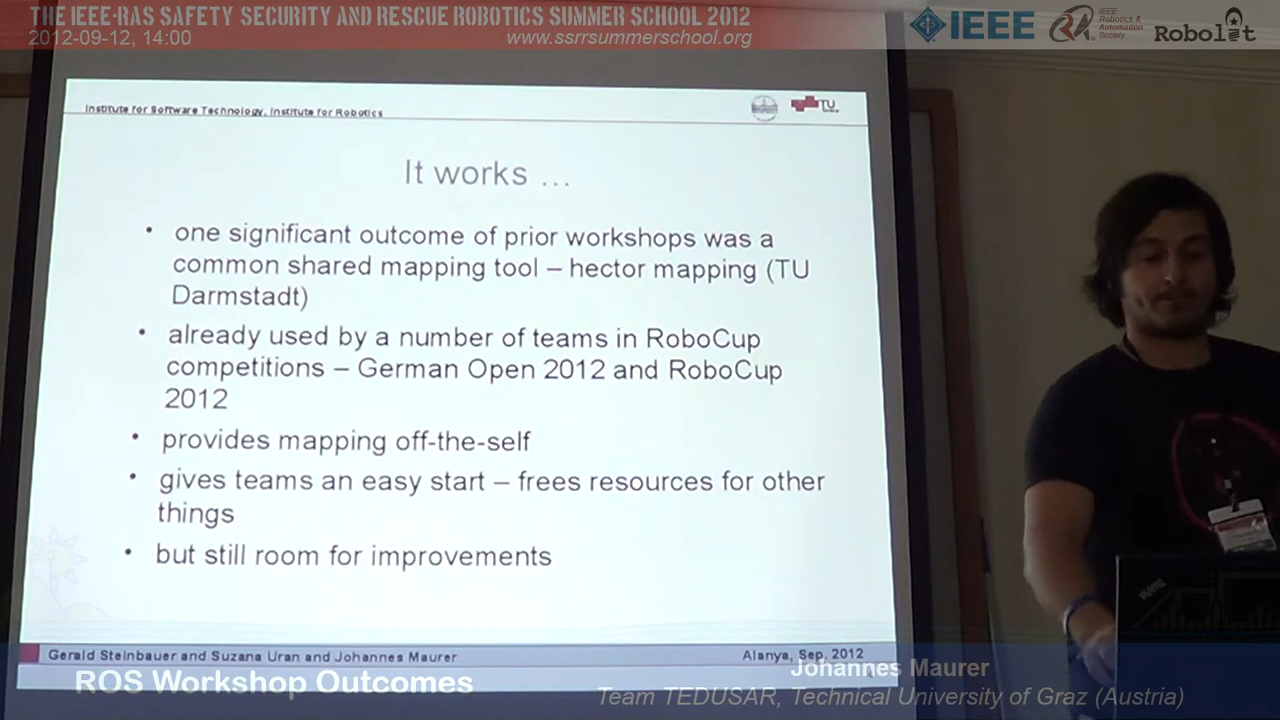 THE IEEE-RAS SAFETY SECURITY AND RESCUE ROBOTICS SUMMER SCHOOL 2012
2012-09-12, 14:00
www.ssrrsummerschool.org
IEEE
IEEE
Robotics &
Automation
Society
Robolit
Institute for Software Technology, Institute for Robotics
TU
It works ...
• one significant outcome of prior workshops was a
common shared mapping tool – hector mapping (TU
Darmstadt)
• already used by a number of teams in RoboCup
competitions – German Open 2012 and RoboCup
2012
• provides mapping off-the-self
• gives teams an easy start – frees resources for other
things
• but still room for improvements
Gerald Steinbauer and Suzana Uran and Johannes Maurer
Alanya, Sep. 2012
ROS Workshop Outcomes
Johannes Maurer
Team TEDUSAR, Technical University of Graz (Austria)